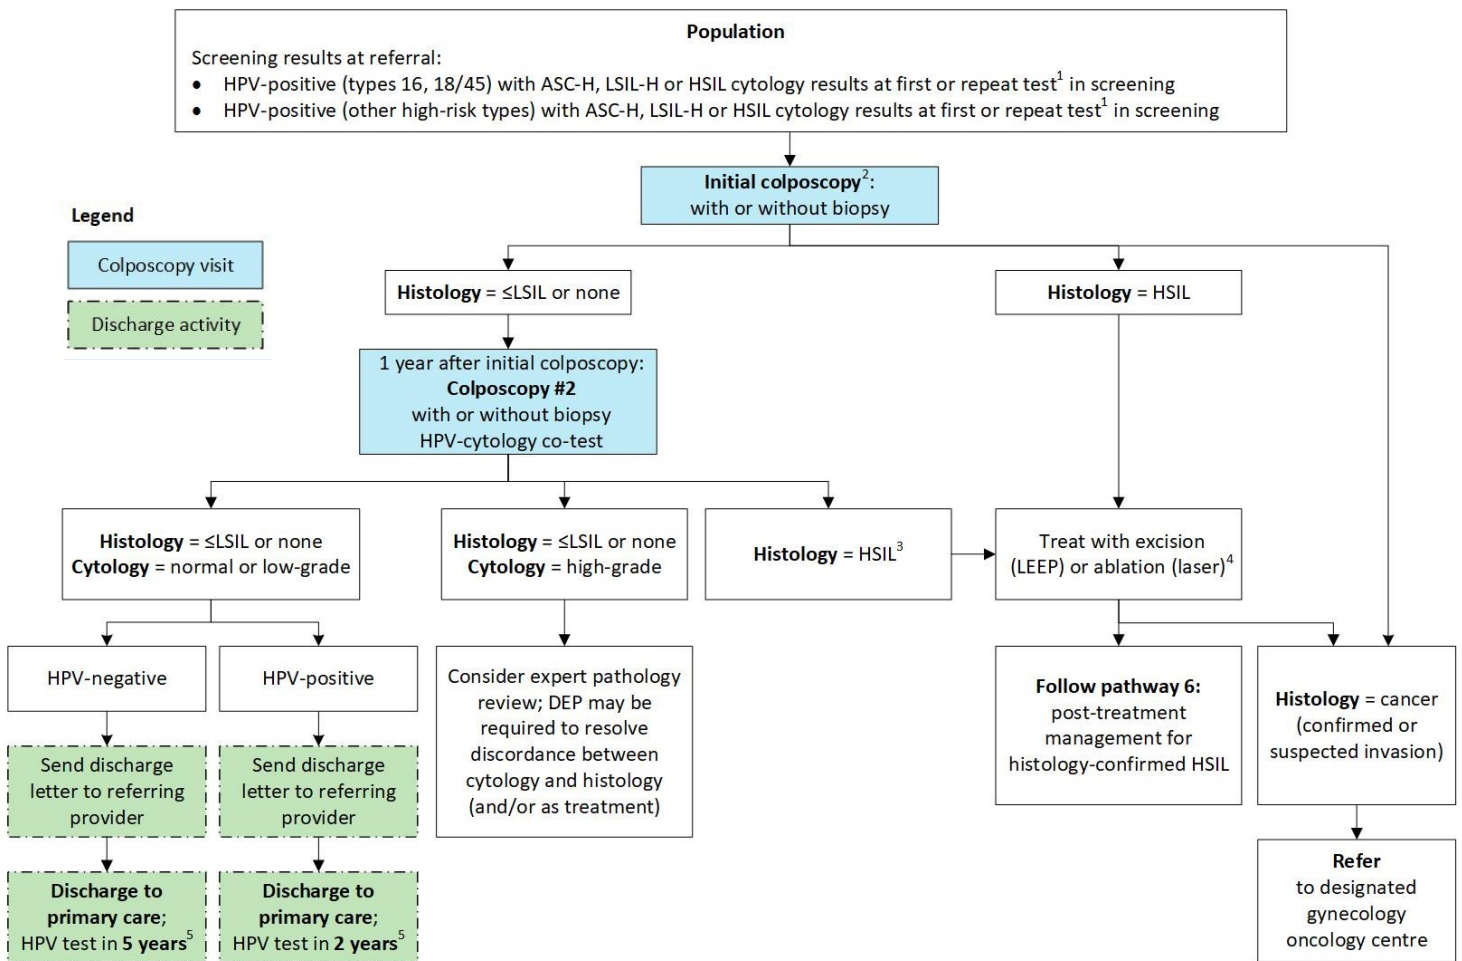 Population
Screening results at referral:
• HPV-positive (types 16, 18/45) with ASC-H, LSIL-H or HSIL cytology results at first or repeat test¹ in screening
• HPV-positive (other high-risk types) with ASC-H, LSIL-H or HSIL cytology results at first or repeat test¹ in screening
Initial colposcopy²:
with or without biopsy
Legend
Colposcopy visit
Discharge activity
Histology = ≤LSIL or none
Histology = HSIL
1 year after initial colposcopy:
Colposcopy #2
with or without biopsy
HPV-cytology co-test
Histology = ≤LSIL or none
Cytology = normal or low-grade
Histology = ≤LSIL or none
Cytology = high-grade
Histology = HSIL³
Treat with excision
(LEEP) or ablation (laser)⁴
HPV-negative
HPV-positive
Consider expert pathology
review; DEP may be
required to resolve
discordance between
cytology and histology
(and/or as treatment)
Follow pathway 6:
post-treatment
management for
histology-confirmed HSIL
Histology = cancer
(confirmed or
suspected invasion)
Send discharge
letter to referring
provider
Send discharge
letter to referring
provider
Discharge to
primary care;
HPV test in 5 years⁵
Discharge to
primary care;
HPV test in 2 years⁵
Refer
to designated
gynecology
oncology centre